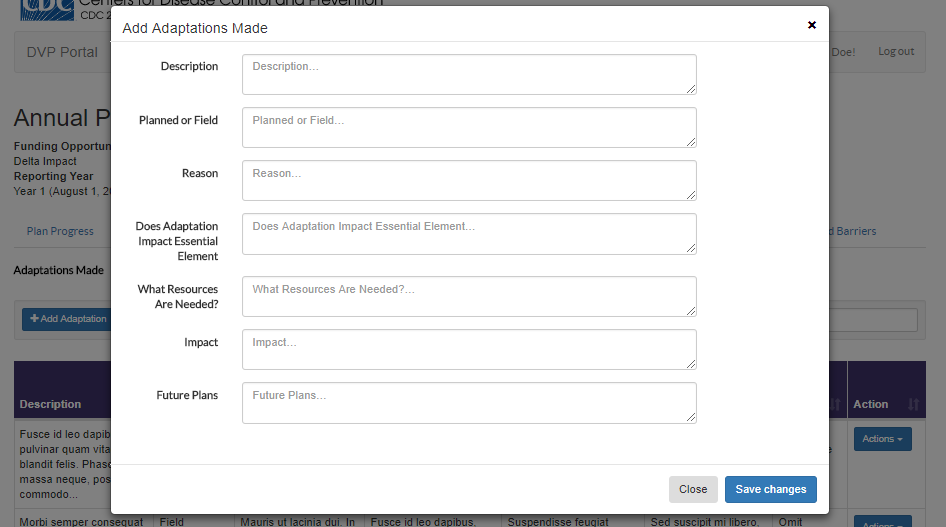 CDC
Centers for Disease Control and Prevention
CDC 2
DVP Portal
Doe!
Log out
Add Adaptations Made
×
Description
Description...
Planned or Field
Planned or Field...
Reason
Reason...
Does Adaptation
Impact Essential
Element
Does Adaptation Impact Essential Element...
What Resources
Are Needed?
What Resources Are Needed?...
Impact
Impact...
Future Plans
Future Plans...
Close
Save changes
Annual P
Funding Opportun
Delta Impact
Reporting Year
Year 1 (August 1, 20
Plan Progress
d Barriers
Adaptations Made
+ Add Adaptation
Description
Action
Fusce id leo dapib
pulvinar quam vita
blandit felis. Phaso
massa neque, pos
commodo...
Actions
Morbi semper consequat
Field
Mauris ut lacinia dui. In
Fusce id leo dapibus,
Suspendisse feugiat
Sed suscipit mi libero,
Omit
Actions